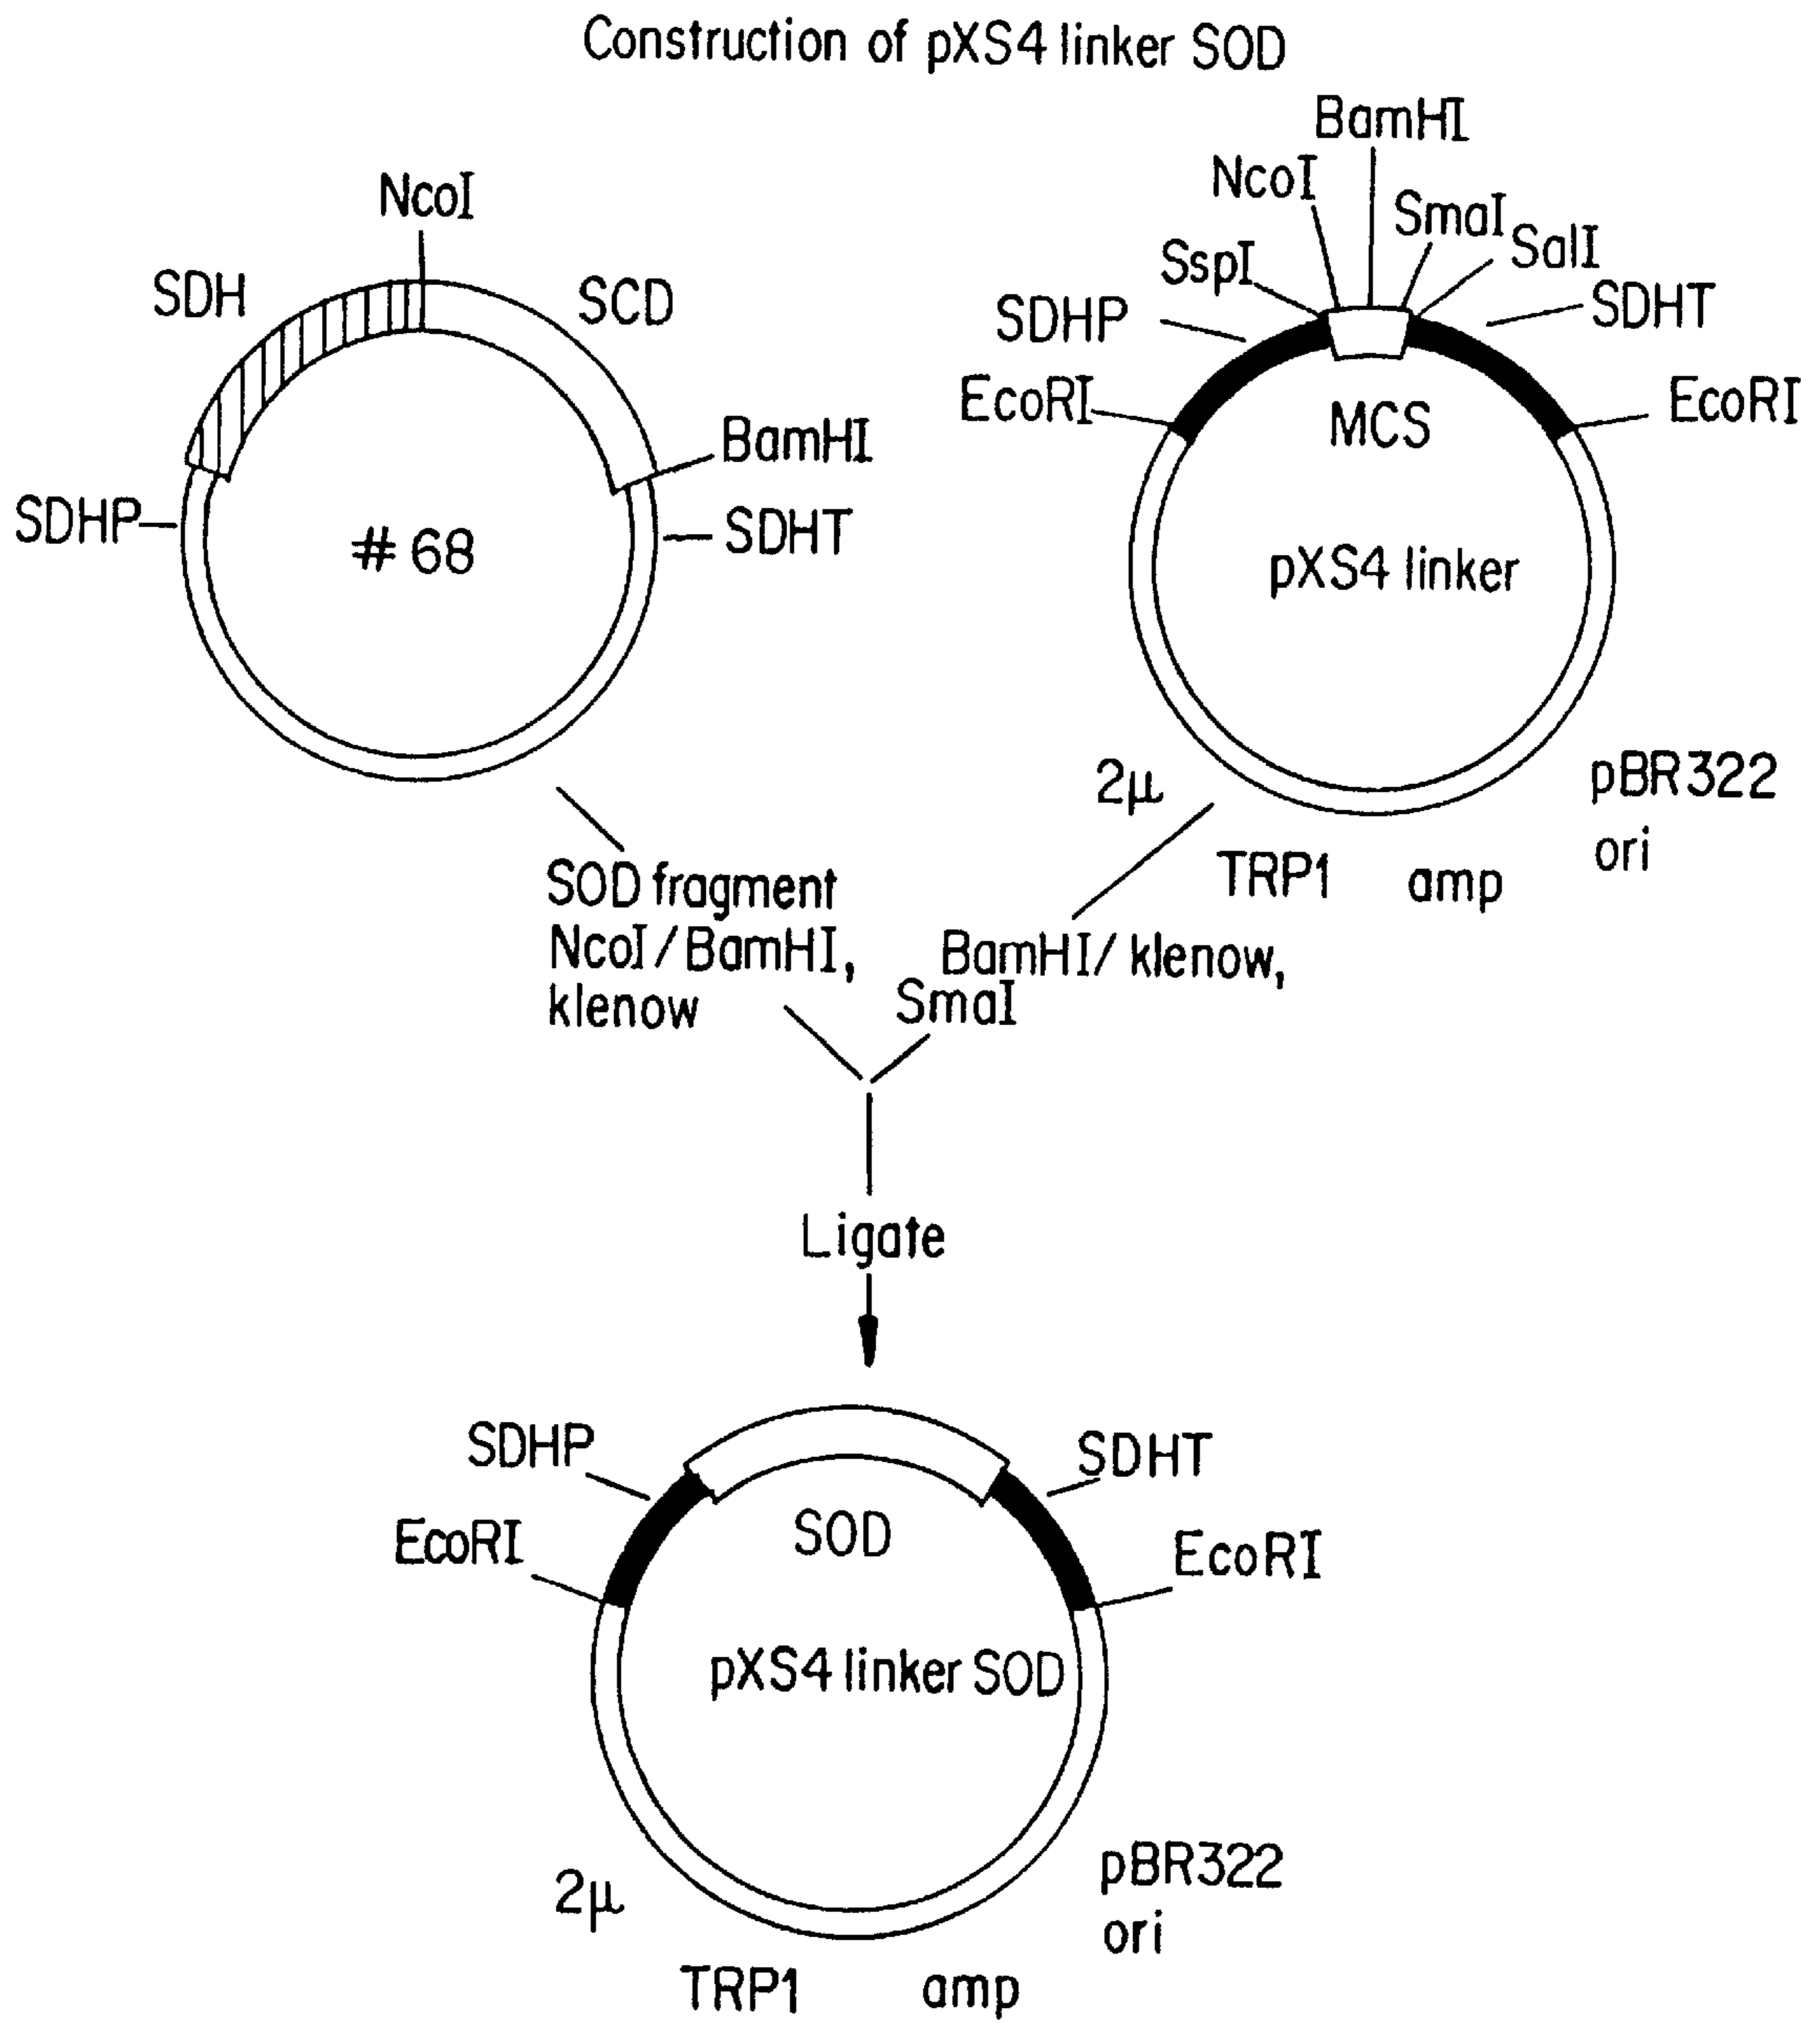 Construction of pXS4 linker SOD
NcoI
SDH
SCD
BamHI
SDHP
SDHT
#68
BamHI
NcoI
SmaI
SspI
SalI
SDHP
SDHT
EcoRI
EcoRI
MCS
pXS4 linker
2μ
pBR322
ori
TRP1
amp
SOD fragment
NcoI/BamHI,
klenow
BamHI/klenow,
SmaI
Ligate
SDHP
SDHT
EcoRI
SOD
EcoRI
pXS4 linker SOD
2μ
pBR322
ori
TRP1
amp